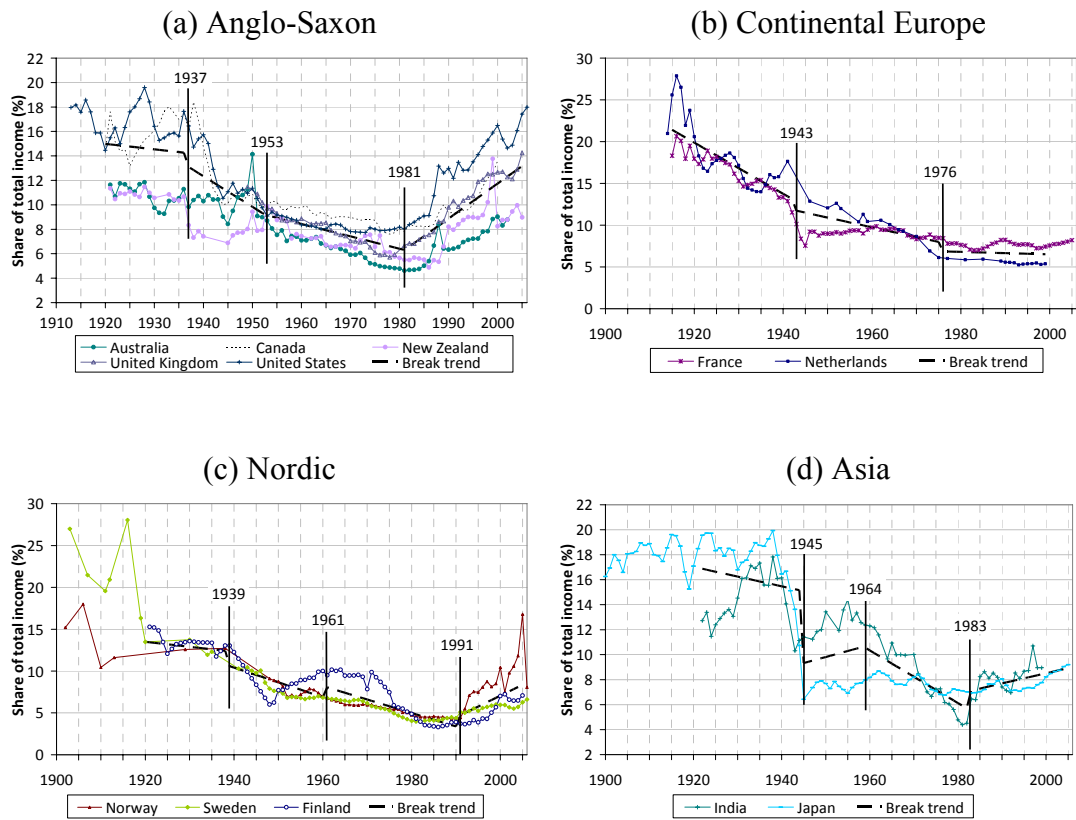 (a) Anglo-Saxon
Share of total income (%)
22
20
18
16
14
12
10
8
6
4
2
1937
1953
1981
1910 1920 1930 1940 1950 1960 1970 1980 1990 2000
Australia Canada New Zealand
United Kingdom United States Break trend
(b) Continental Europe
Share of total income (%)
30
25
20
15
10
5
0
1943
1976
1900 1920 1940 1960 1980 2000
France Netherlands Break trend
(c) Nordic
Share of total income (%)
30
25
20
15
10
5
0
1939
1961
1991
1900 1920 1940 1960 1980 2000
Norway Sweden Finland Break trend
(d) Asia
Share of total income (%)
22
20
18
16
14
12
10
8
6
4
2
1945
1964
1983
1900 1920 1940 1960 1980 2000
India Japan Break trend